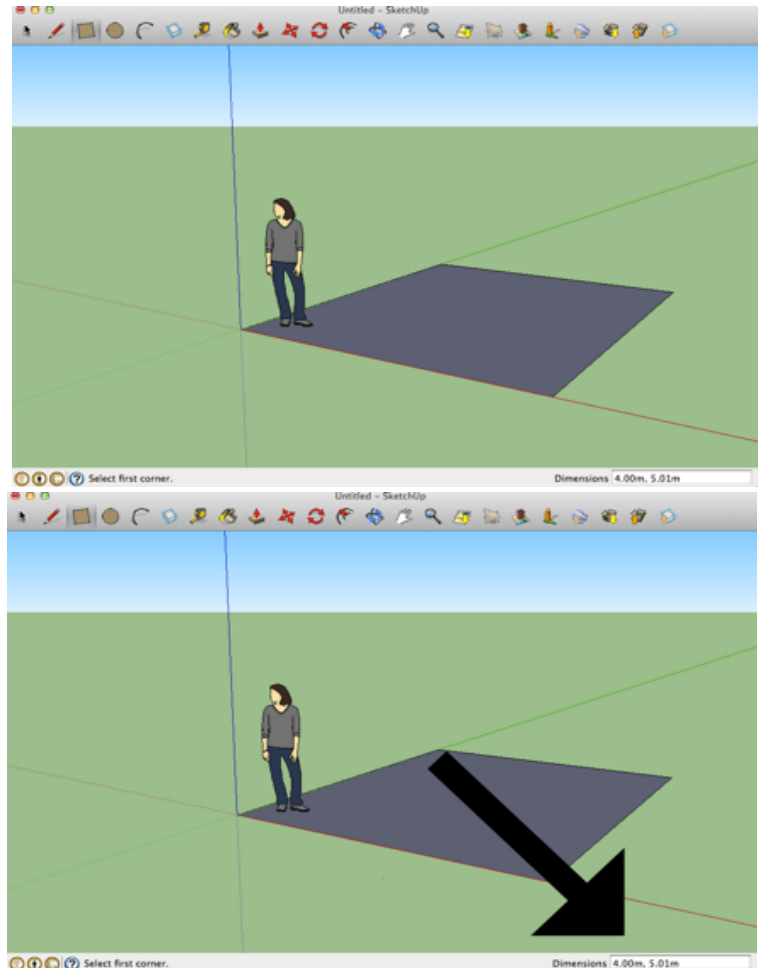 Untitled – SketchUp
Select first corner.
Dimensions 4.00m, 5.01m
Untitled – SketchUp
Select first corner.
Dimensions 4.00m, 5.01m